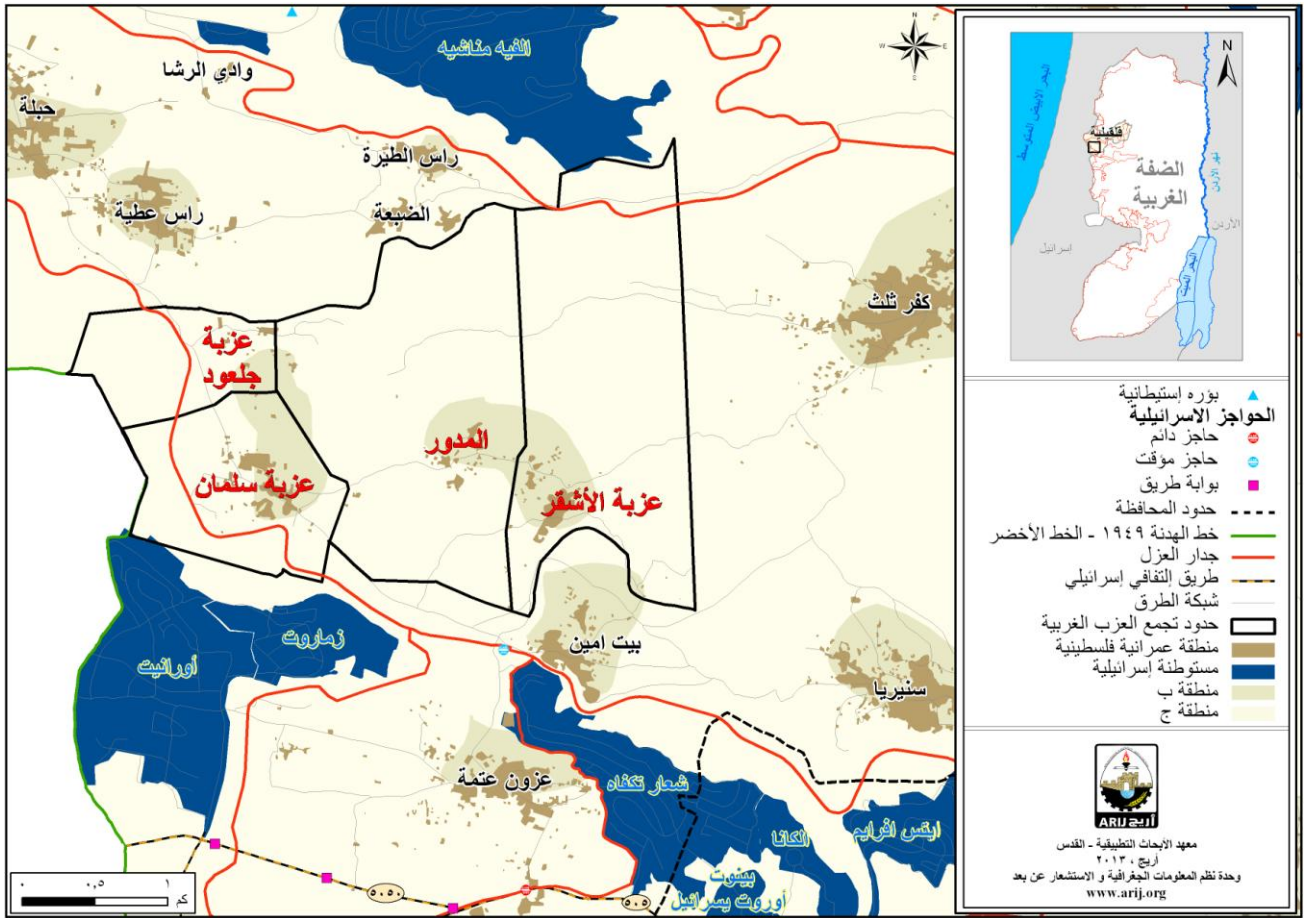 الفيه مناشيه
وادي الرشا
حبلة
راس الطيرة
راس عطية
الضبعة
كفر ثلث
عزبة
جلعود
المدور
عزبة سلمان
عزبة الأشقر
زماروت
أورانيت
بيت امين
سنيريا
عزون عتمة
شعار تكفاه
الكانا
ايتس افرايم
بيتوت
أوروت يسرائيل
٥٠٥٠
٥٠٥
٠ ٠,٥ ١
كم
N
E
S
W
N
البحر الابيض المتوسط
قلقيلية
الضفة
الغربية
نهر الأردن
الأردن
إسرائيل
البحر الميت
بؤره إستيطانية
الحواجز الاسرائيلية
حاجز دائم
حاجز مؤقت
بوابة طريق
حدود المحافظة
خط الهدنة ١٩٤٩ - الخط الأخضر
جدار العزل
طريق إلتفافي إسرائيلي
شبكة الطرق
حدود تجمع العزب الغربية
منطقة عمرانية فلسطينية
مستوطنة إسرائيلية
منطقة ب
منطقة ج
ARIJ أريج
معهد الأبحاث التطبيقية - القدس
أريج ، ٢٠١٣
وحدة نظم المعلومات الجغرافية و الاستشعار عن بعد
www.arij.org